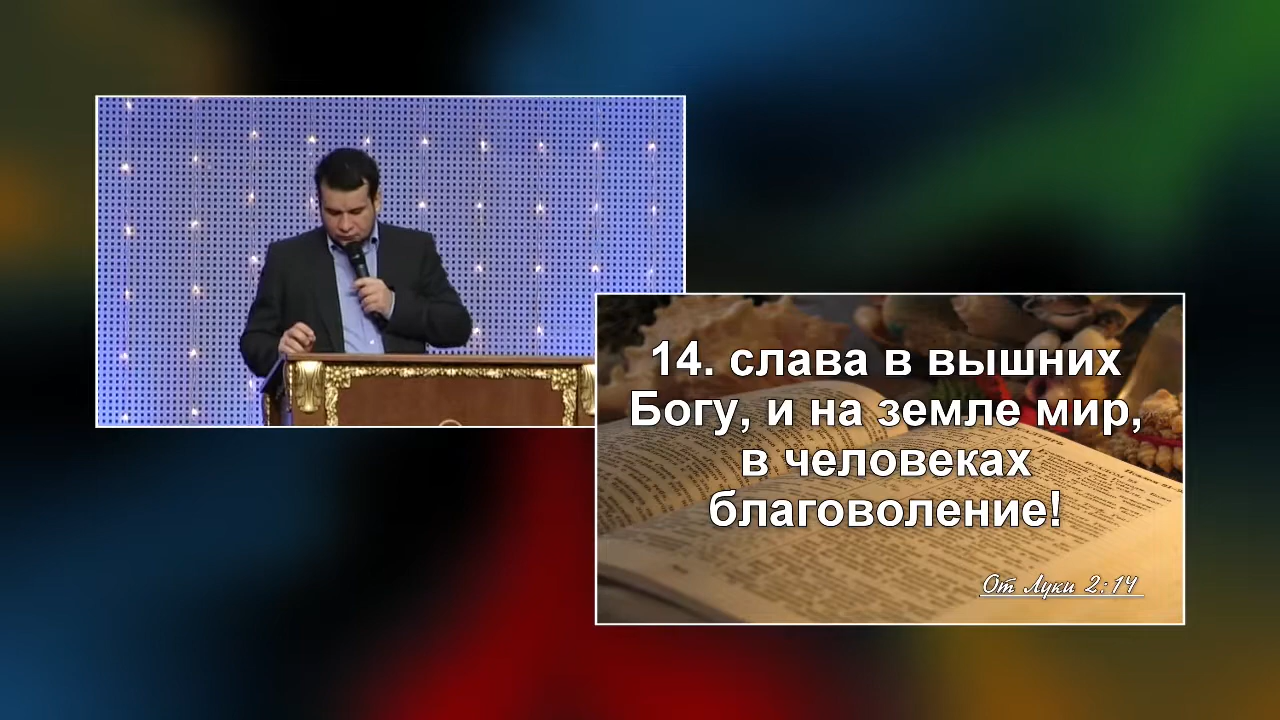 14. слава в вышних
Богу, и на земле мир,
в человеках
благоволение!
От Луки 2:14